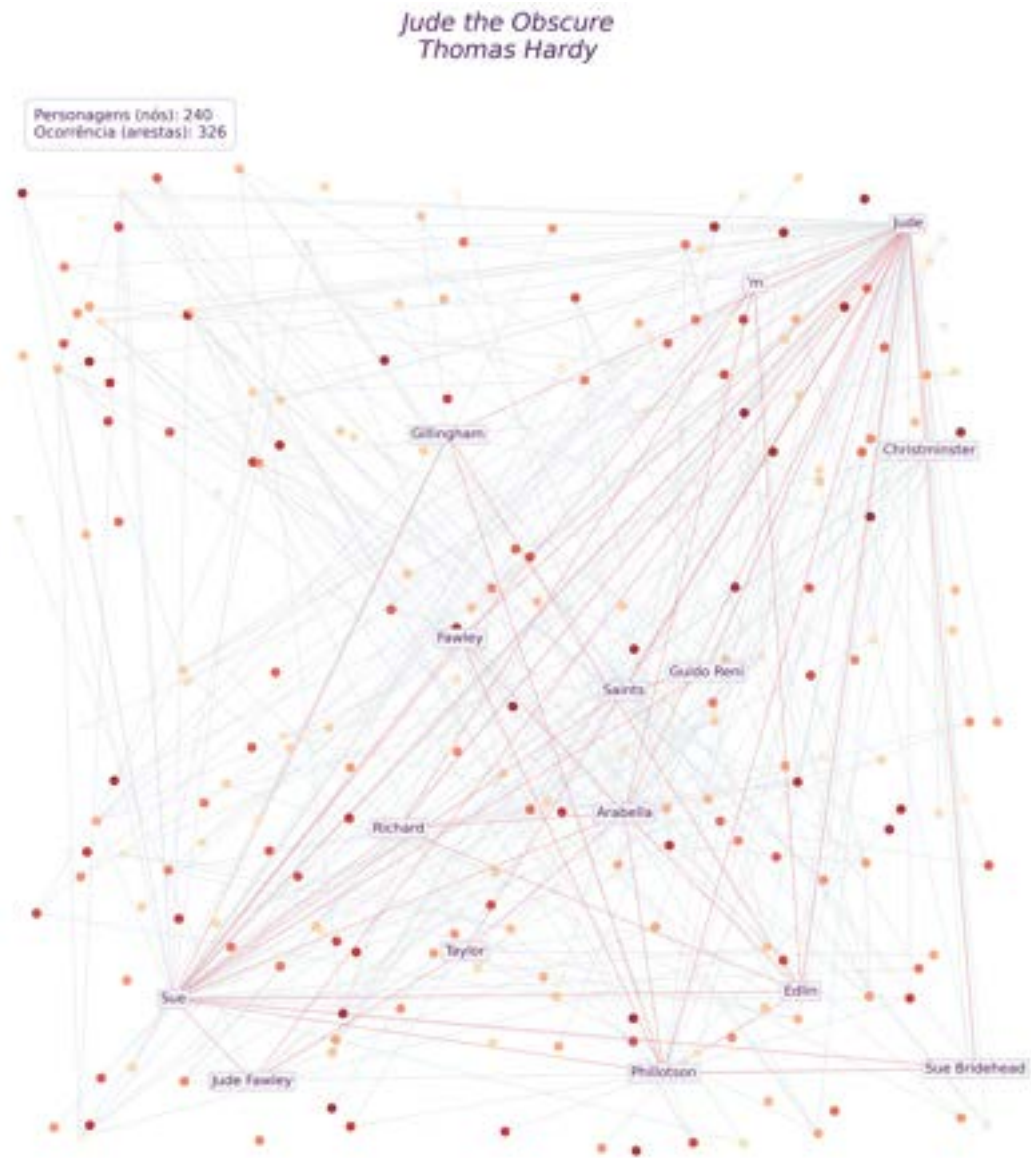 Jude the Obscure
Thomas Hardy
Personagens (nós): 240
Ocorrência (arestas): 326
Jude
'm
Gillingham
Christminster
Fawley
Guido Reni
Saints
Arabella
Richard
Taylor
Edlin
Sue
Phillotson
Sue Bridehead
Jude Fawley